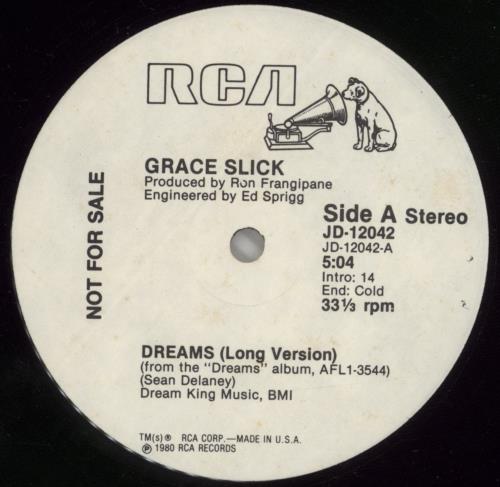 RCA
GRACE SLICK
Produced by Ron Frangipane
Engineered by Ed Sprigg
NOT FOR SALE
Side A Stereo
JD-12042
JD-12042-A
5:04
Intro: 14
End: Cold
33⅓ rpm
DREAMS (Long Version)
(from the "Dreams" album, AFL1-3544)
(Sean Delaney)
Dream King Music, BMI
TM(s)® RCA CORP.—MADE IN U.S.A.
℗ 1980 RCA RECORDS